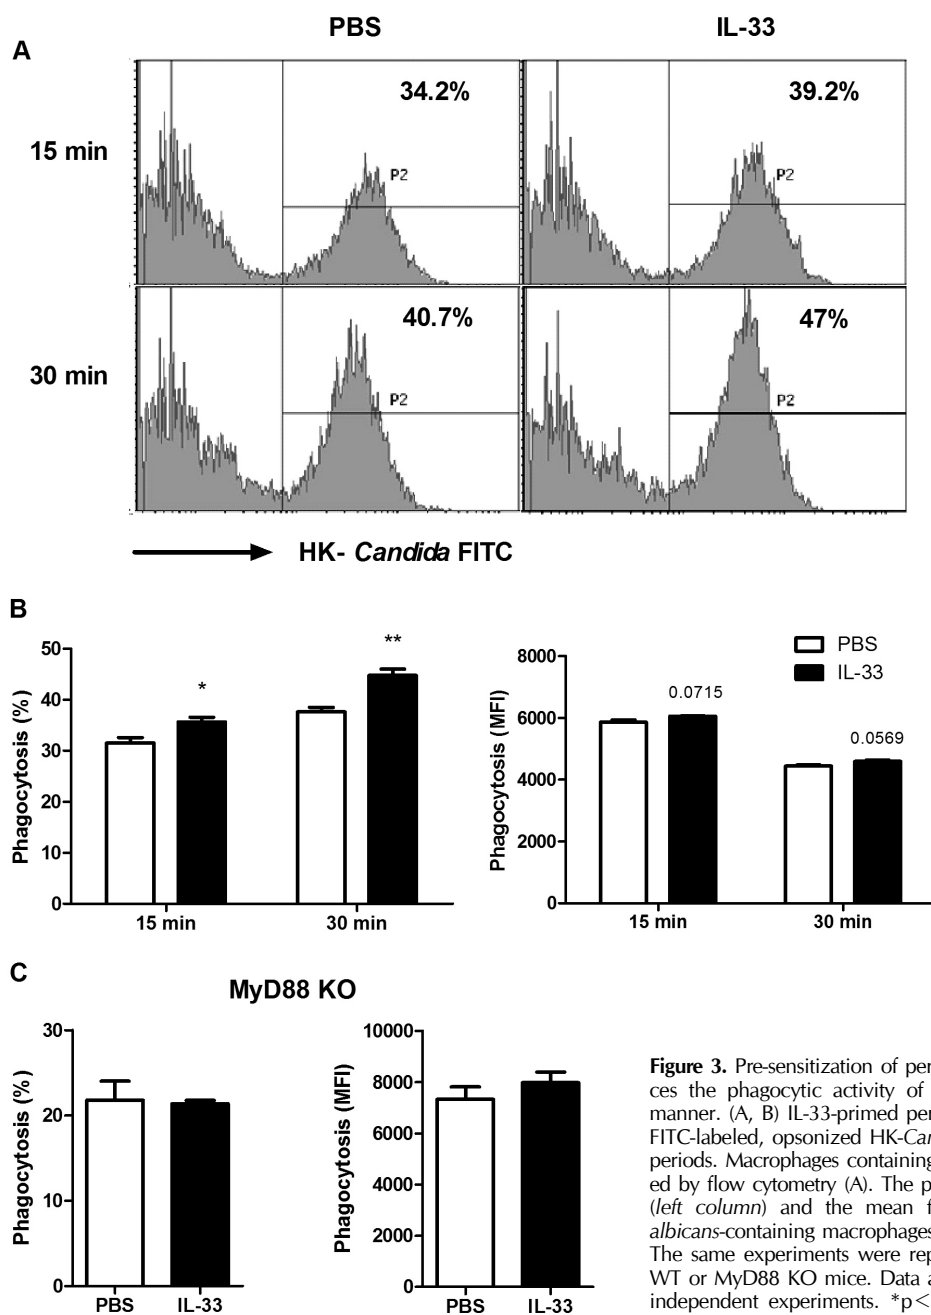 PBS IL-33
A
34.2% 39.2%
15 min
P2 P2
40.7% 47%
30 min
P2 P2
HK- Candida FITC
B
Phagocytosis (%)
50
40
30
20
10
0
* **
15 min 30 min
Phagocytosis (MFI)
8000
6000
4000
2000
0
PBS
IL-33
0.0715
0.0569
15 min 30 min
C
MyD88 KO
Phagocytosis (%)
30
20
10
0
PBS IL-33
Phagocytosis (MFI)
10000
8000
6000
4000
2000
0
PBS IL-33
Figure 3. Pre-sensitization of per
ces the phagocytic activity of
manner. (A, B) IL-33-primed per
FITC-labeled, opsonized HK-Can
periods. Macrophages containing
ed by flow cytometry (A). The p
(left column) and the mean f
albicans-containing macrophages
The same experiments were rep
WT or MyD88 KO mice. Data a
independent experiments. *p<